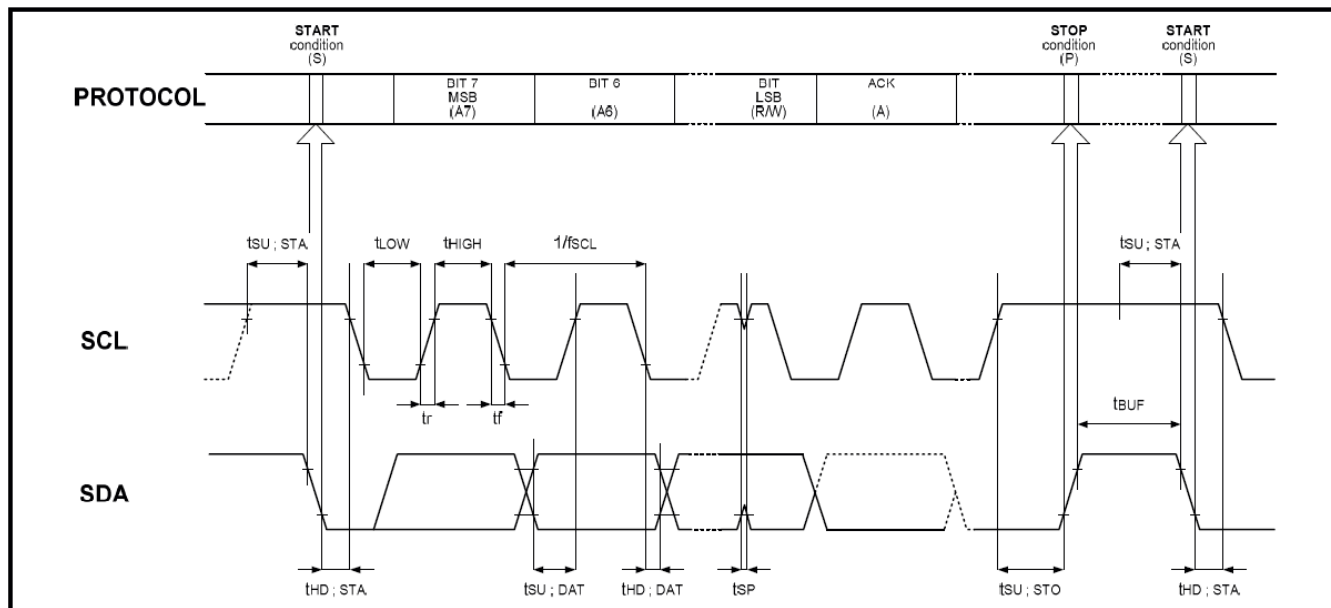 START
condition
(S)
STOP
condition
(P)
START
condition
(S)
PROTOCOL
BIT 7
MSB
(A7)
BIT 6
(A6)
BIT
LSB
(R/W)
ACK
(A)
tSU ; STA
tLOW
tHIGH
1/fSCL
tSU ; STA
SCL
tr
tf
tBUF
SDA
tHD ; STA
tSU ; DAT
tHD ; DAT
tSP
tSU ; STO
tHD ; STA